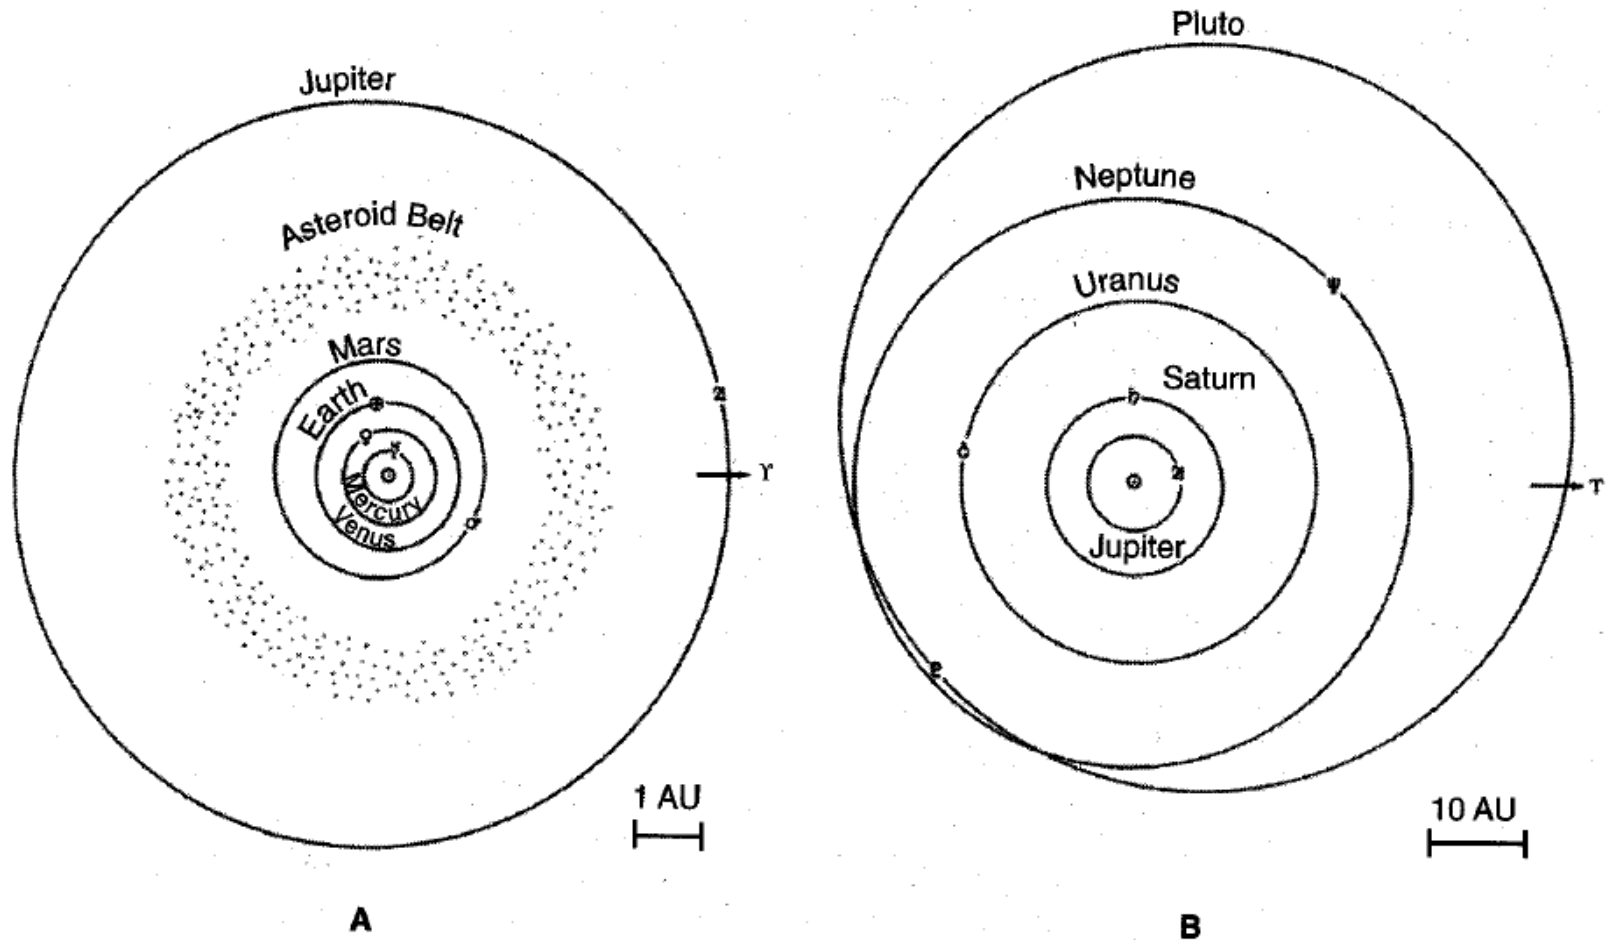 Jupiter
Asteroid Belt
Mars
Earth
Mercury
Venus
♈
1 AU
A
Pluto
Neptune
Uranus
Saturn
Jupiter
♈
10 AU
B